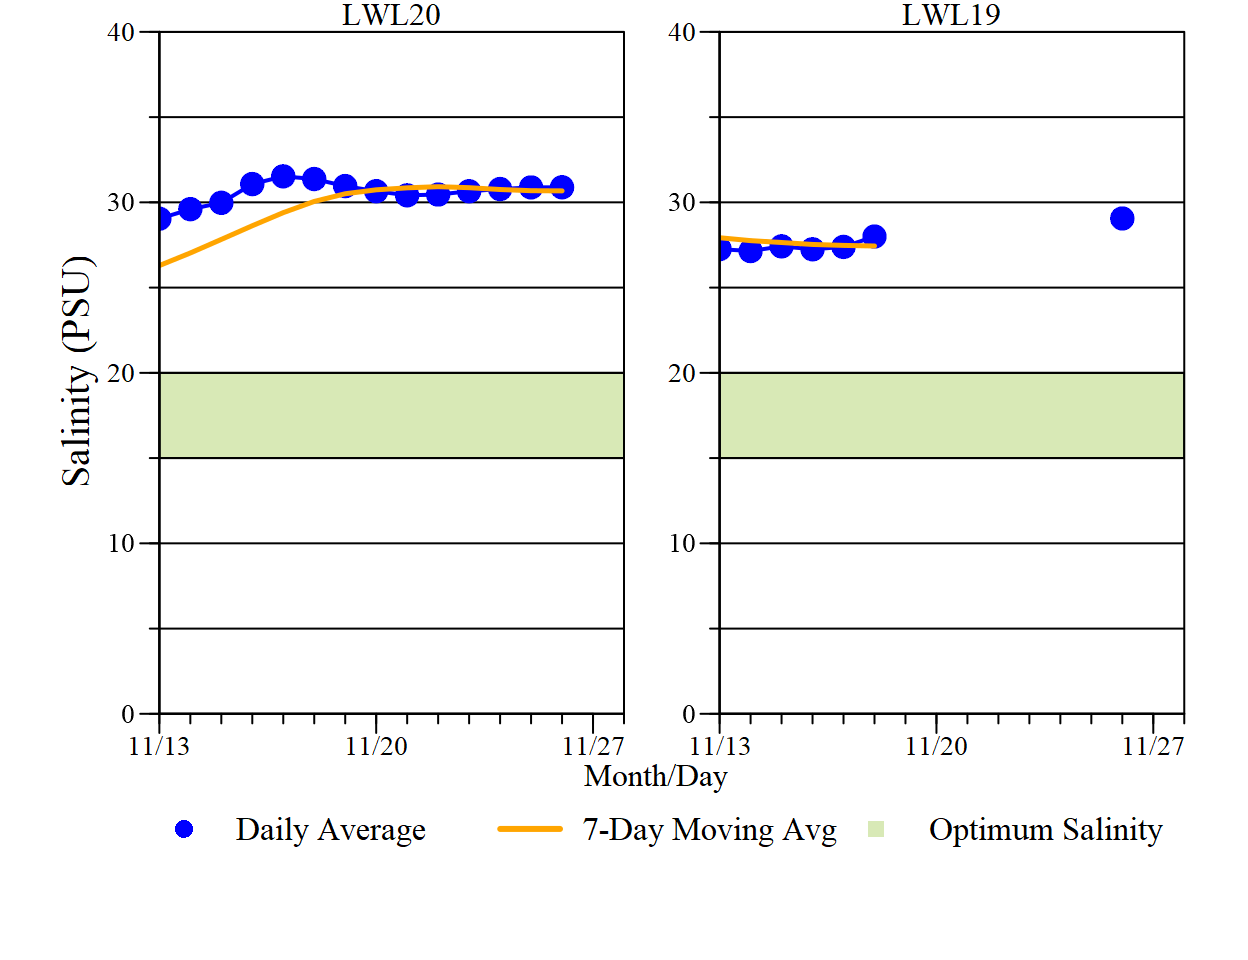 LWL20 LWL19
40 40
30 30
Salinity (PSU)
20 20
10 10
0 0
11/13 11/20 11/27 11/13 11/20 11/27
Month/Day
Daily Average 7-Day Moving Avg Optimum Salinity